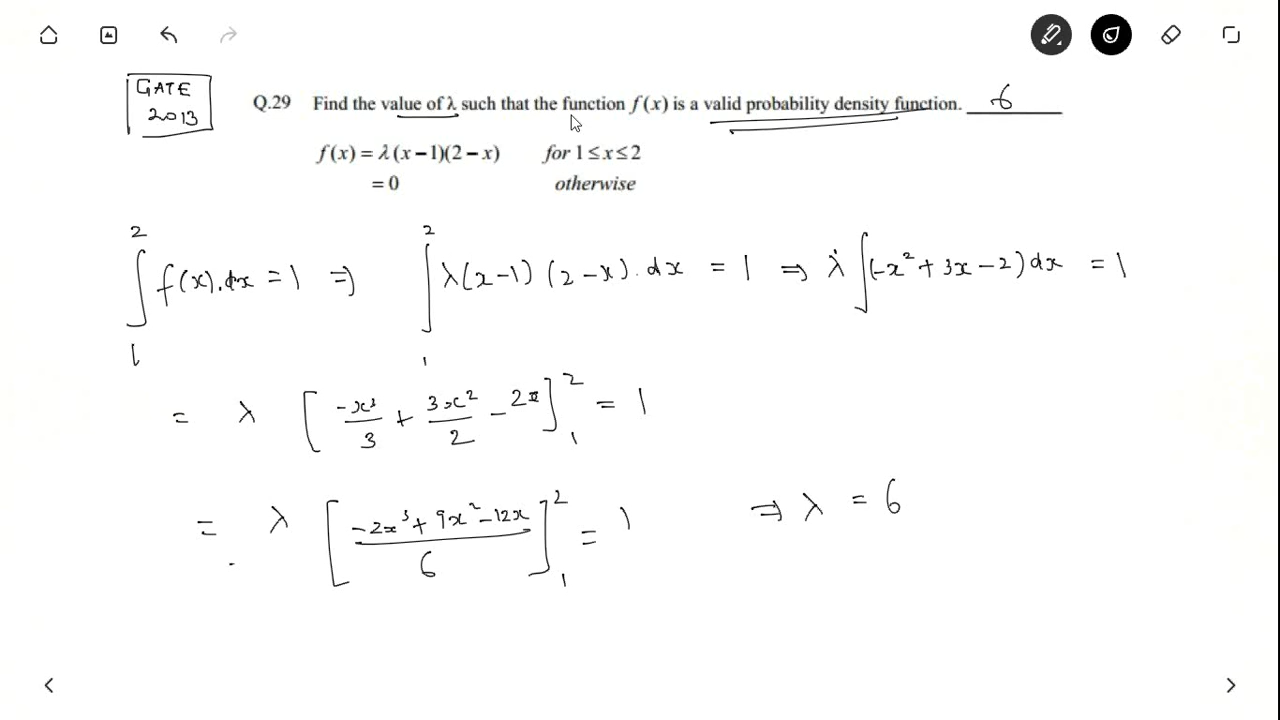 GATE
2013
Q.29 Find the value of λ such that the function f(x) is a valid probability density function. 6
f(x) = λ(x−1)(2−x) for 1≤x≤2
= 0 otherwise
∫₁² f(x).dx = 1 ⇒ ∫₁² λ(x−1)(2−x).dx = 1 ⇒ λ ∫(−x²+3x−2)dx = 1
= λ [−x³/3 + 3x²/2 − 2x]₁² = 1
= λ [(−2x³+9x²−12x)/6]₁² = 1 ⇒ λ = 6